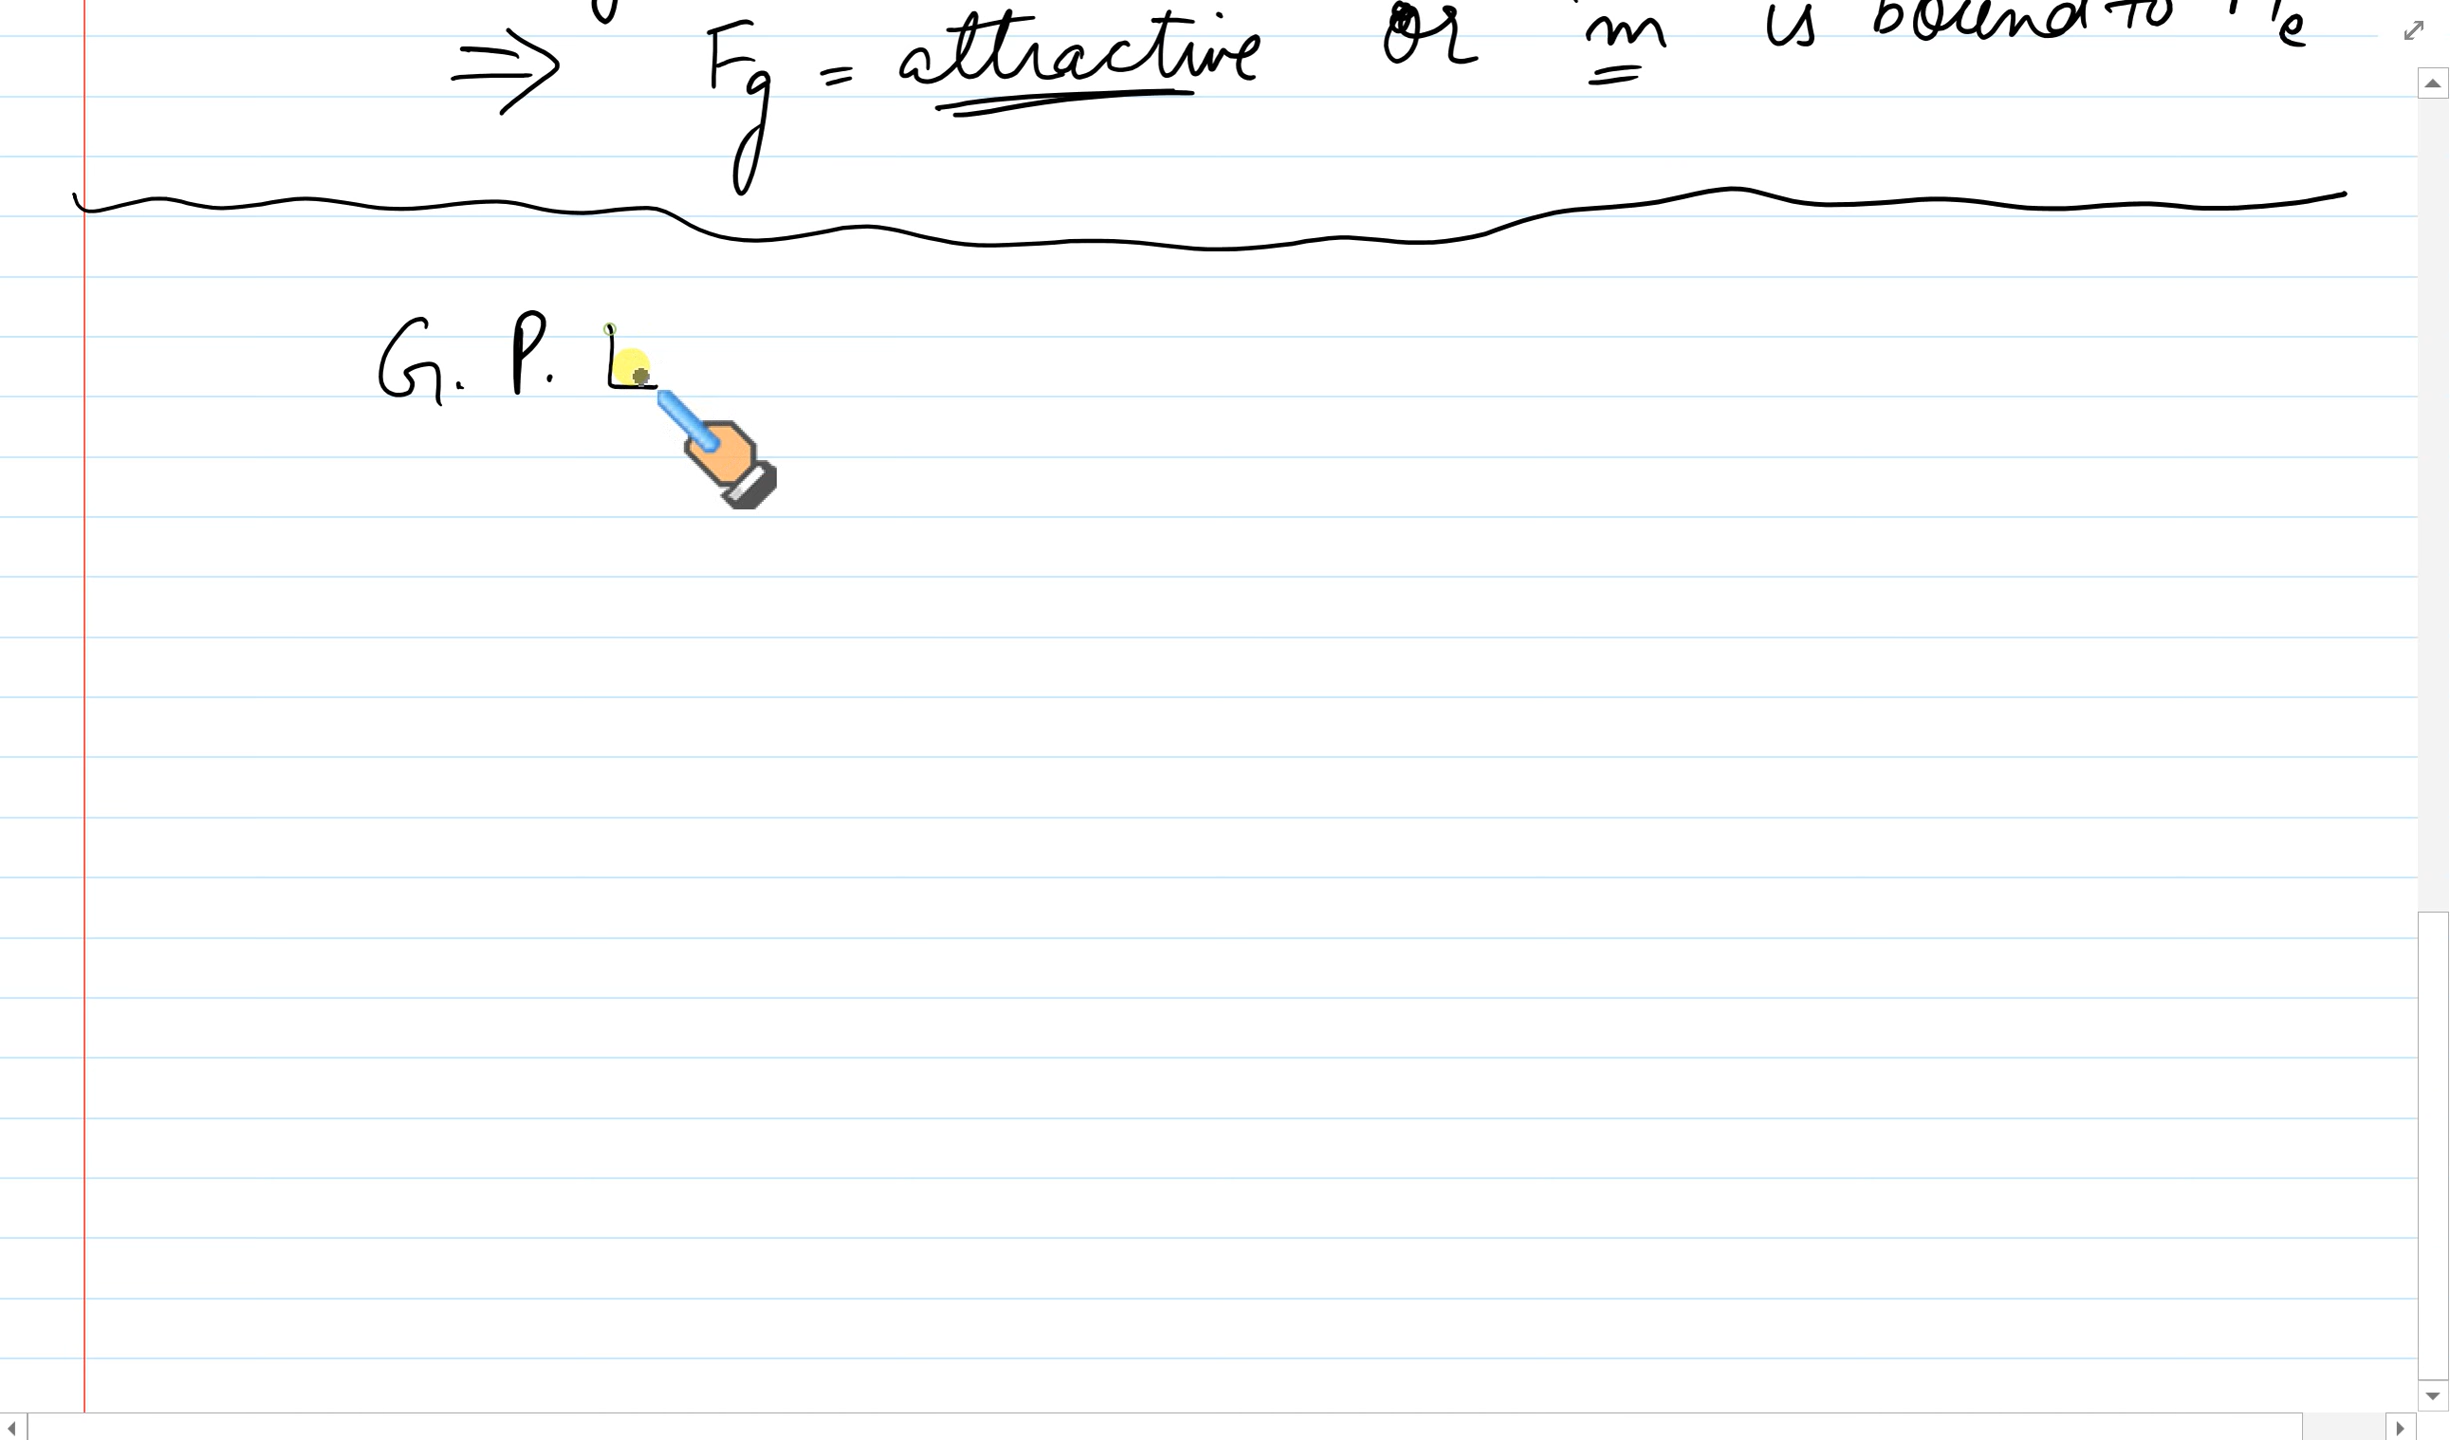 ⇒ Fg = attractive or 'm is bound to Me
G. P. L